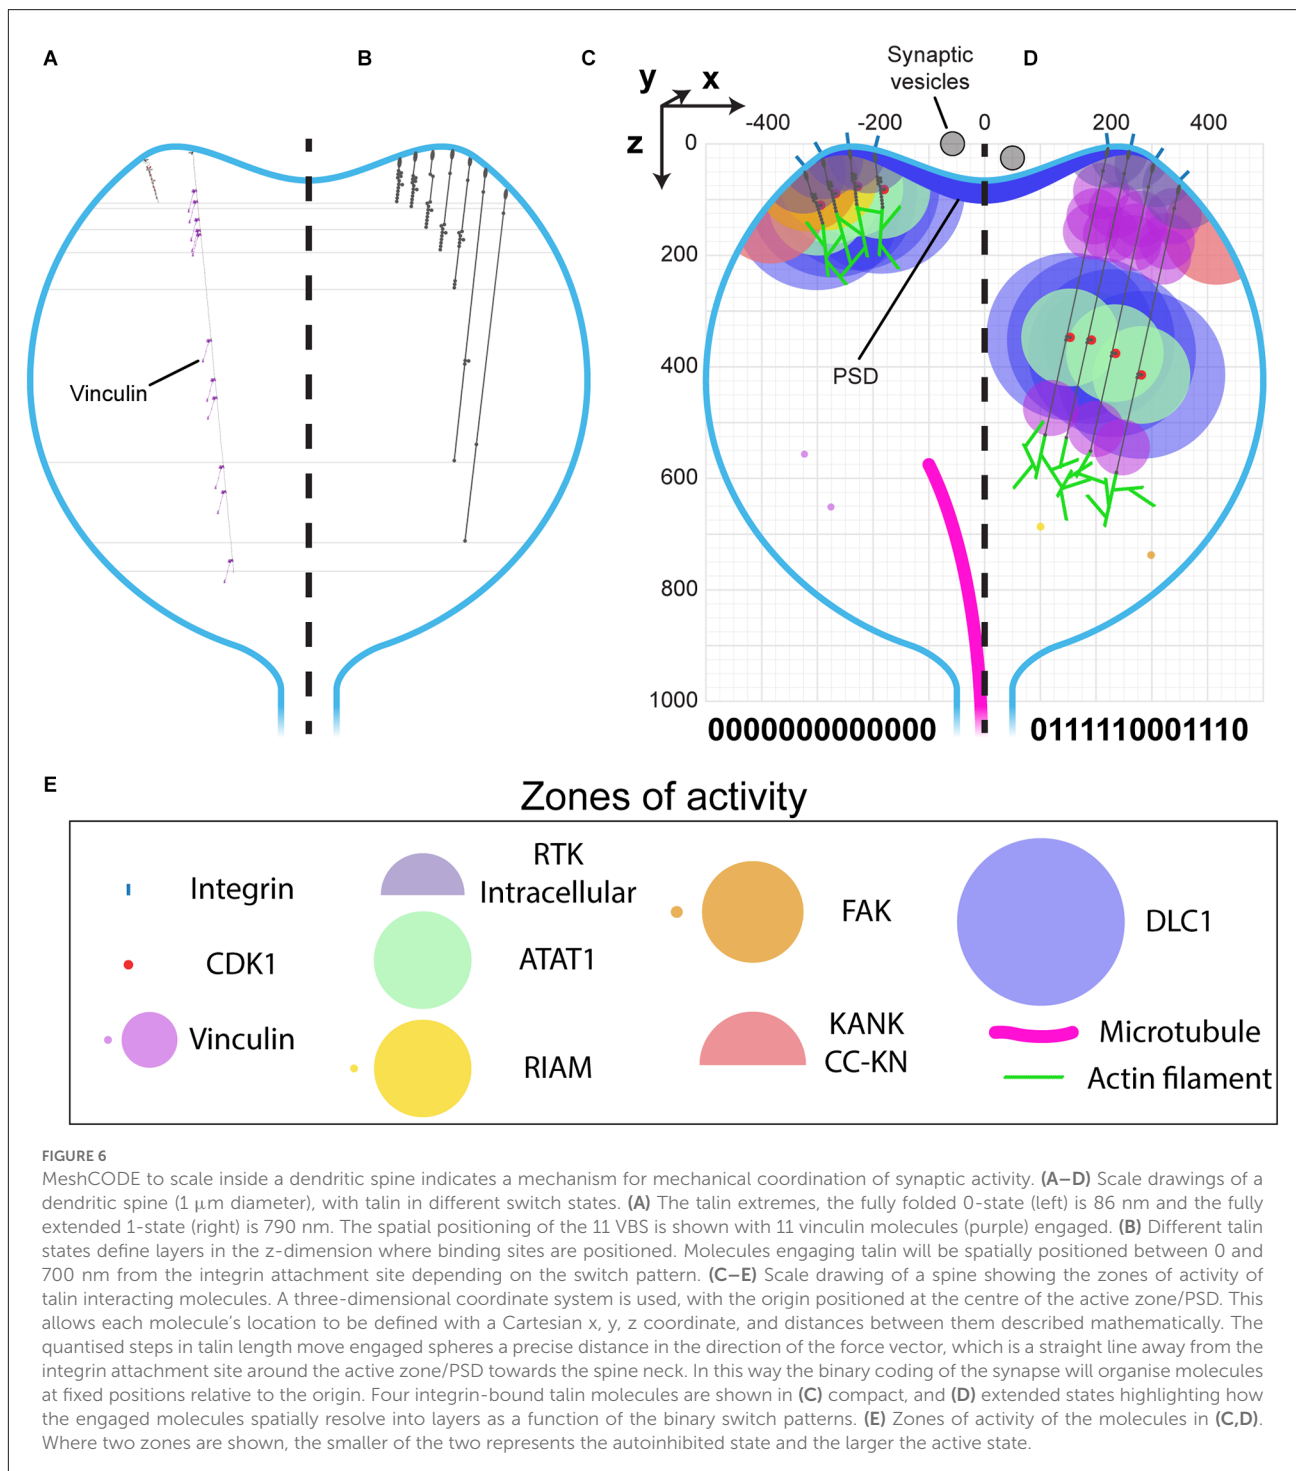 A
B
C
D
Synaptic
vesicles
y
x
z
-400
-200
0
200
400
0
200
400
600
800
1000
Vinculin
PSD
0000000000000
0111110001110
E
Zones of activity
Integrin
CDK1
Vinculin
RTK
Intracellular
ATAT1
RIAM
FAK
KANK
CC-KN
DLC1
Microtubule
Actin filament
FIGURE 6
MeshCODE to scale inside a dendritic spine indicates a mechanism for mechanical coordination of synaptic activity. (A–D) Scale drawings of a
dendritic spine (1 μm diameter), with talin in different switch states. (A) The talin extremes, the fully folded 0-state (left) is 86 nm and the fully
extended 1-state (right) is 790 nm. The spatial positioning of the 11 VBS is shown with 11 vinculin molecules (purple) engaged. (B) Different talin
states define layers in the z-dimension where binding sites are positioned. Molecules engaging talin will be spatially positioned between 0 and
700 nm from the integrin attachment site depending on the switch pattern. (C–E) Scale drawing of a spine showing the zones of activity of
talin interacting molecules. A three-dimensional coordinate system is used, with the origin positioned at the centre of the active zone/PSD. This
allows each molecule's location to be defined with a Cartesian x, y, z coordinate, and distances between them described mathematically. The
quantised steps in talin length move engaged spheres a precise distance in the direction of the force vector, which is a straight line away from the
integrin attachment site around the active zone/PSD towards the spine neck. In this way the binary coding of the synapse will organise molecules
at fixed positions relative to the origin. Four integrin-bound talin molecules are shown in (C) compact, and (D) extended states highlighting how
the engaged molecules spatially resolve into layers as a function of the binary switch patterns. (E) Zones of activity of the molecules in (C,D).
Where two zones are shown, the smaller of the two represents the autoinhibited state and the larger the active state.